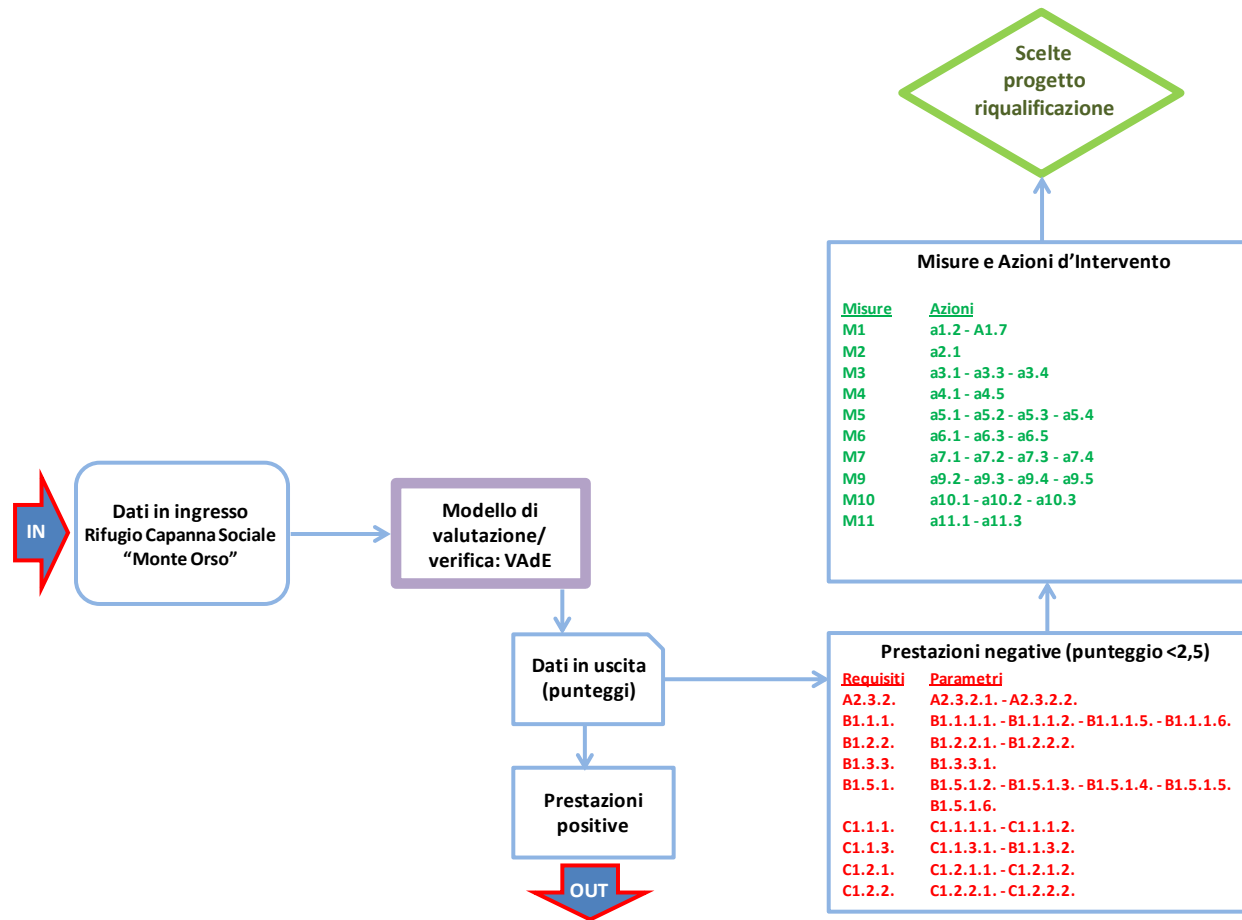 Scelte
progetto
riqualificazione
Misure e Azioni d'Intervento
Misure Azioni
M1 a1.2 - A1.7
M2 a2.1
M3 a3.1 - a3.3 - a3.4
M4 a4.1 - a4.5
M5 a5.1 - a5.2 - a5.3 - a5.4
M6 a6.1 - a6.3 - a6.5
M7 a7.1 - a7.2 - a7.3 - a7.4
M9 a9.2 - a9.3 - a9.4 - a9.5
M10 a10.1 - a10.2 - a10.3
M11 a11.1 - a11.3
IN
Dati in ingresso
Rifugio Capanna Sociale
“Monte Orso”
Modello di
valutazione/
verifica: VAdE
Dati in uscita
(punteggi)
Prestazioni
positive
OUT
Prestazioni negative (punteggio <2,5)
Requisiti Parametri
A2.3.2. A2.3.2.1. - A2.3.2.2.
B1.1.1. B1.1.1.1. - B1.1.1.2. - B1.1.1.5. - B1.1.1.6.
B1.2.2. B1.2.2.1. - B1.2.2.2.
B1.3.3. B1.3.3.1.
B1.5.1. B1.5.1.2. - B1.5.1.3. - B1.5.1.4. - B1.5.1.5.
B1.5.1.6.
C1.1.1. C1.1.1.1. - C1.1.1.2.
C1.1.3. C1.1.3.1. - B1.1.3.2.
C1.2.1. C1.2.1.1. - C1.2.1.2.
C1.2.2. C1.2.2.1. - C1.2.2.2.